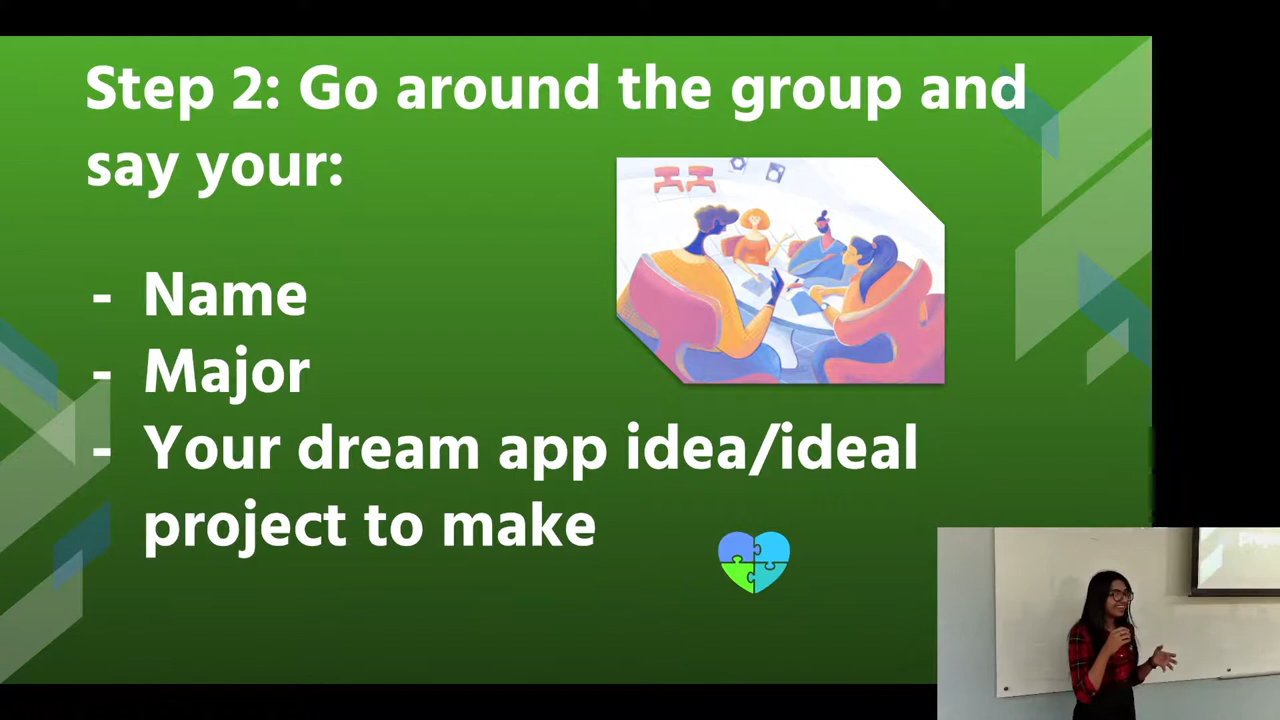 Step 2: Go around the group and
say your:
- Name
- Major
- Your dream app idea/ideal
project to make